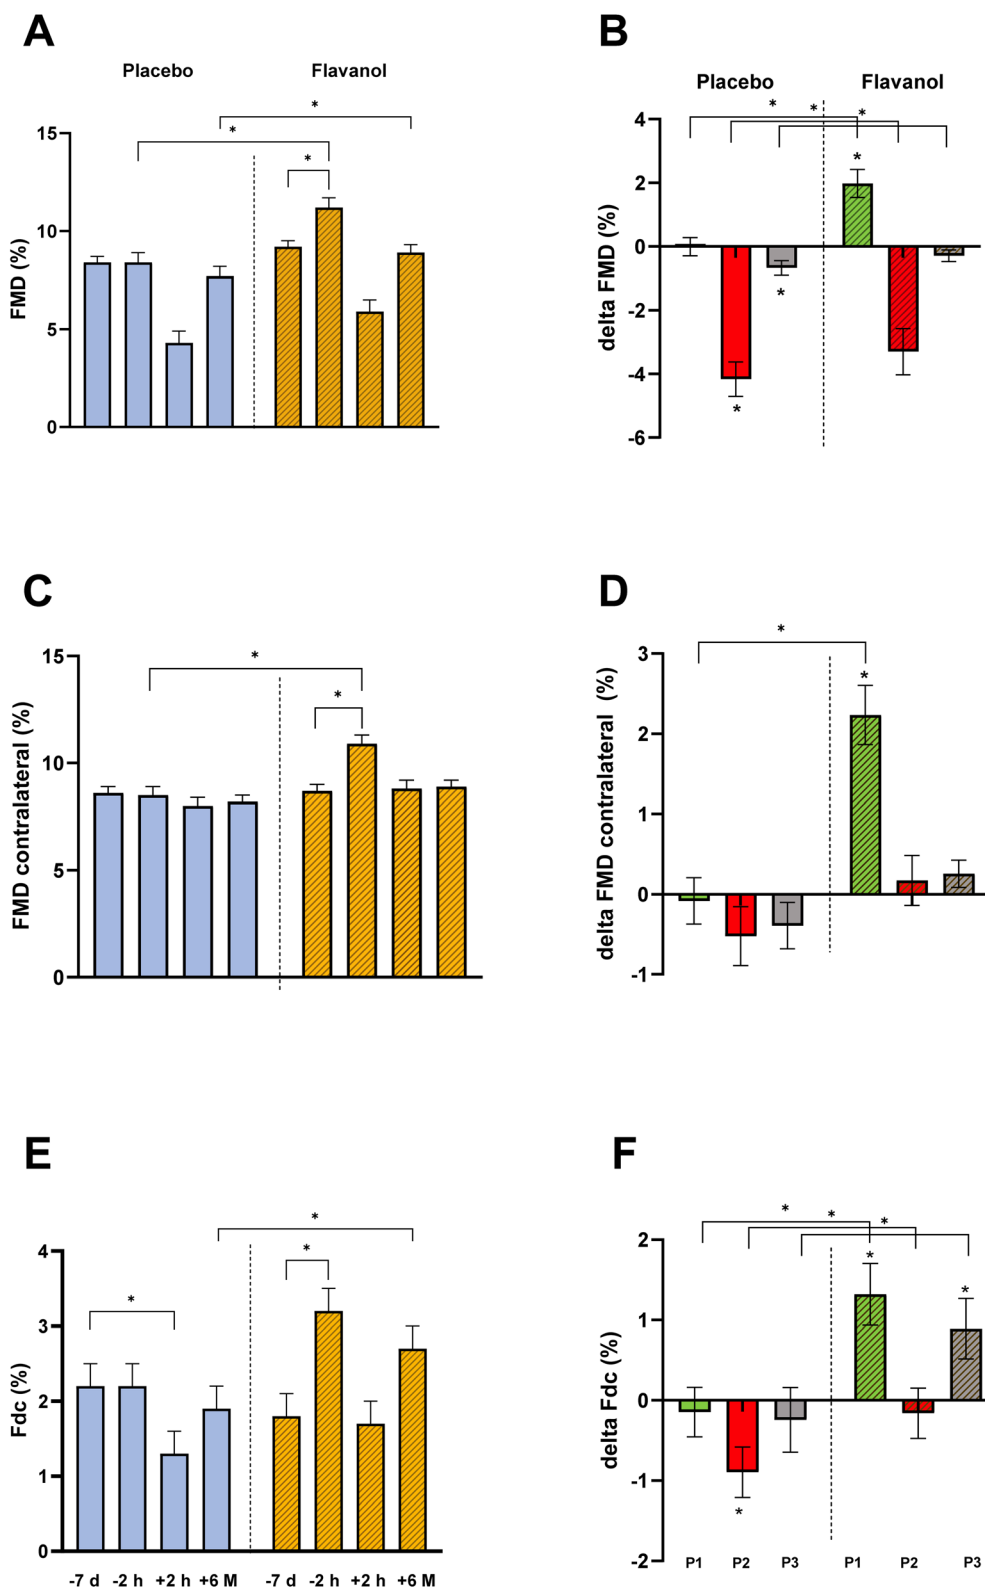 A
Placebo
Flavanol
*
*
*
15
10
5
0
FMD (%)
B
Placebo
Flavanol
* * *
*
*
*
4
2
0
-2
-4
-6
delta FMD (%)
C
*
*
15
10
5
0
FMD contralateral (%)
D
*
*
3
2
1
0
-1
delta FMD contralateral (%)
E
*
*
*
4
3
2
1
0
Fdc (%)
-7 d -2 h +2 h +6 M -7 d -2 h +2 h +6 M
F
* * *
*
*
*
2
1
0
-1
-2
delta Fdc (%)
P1 P2 P3 P1 P2 P3